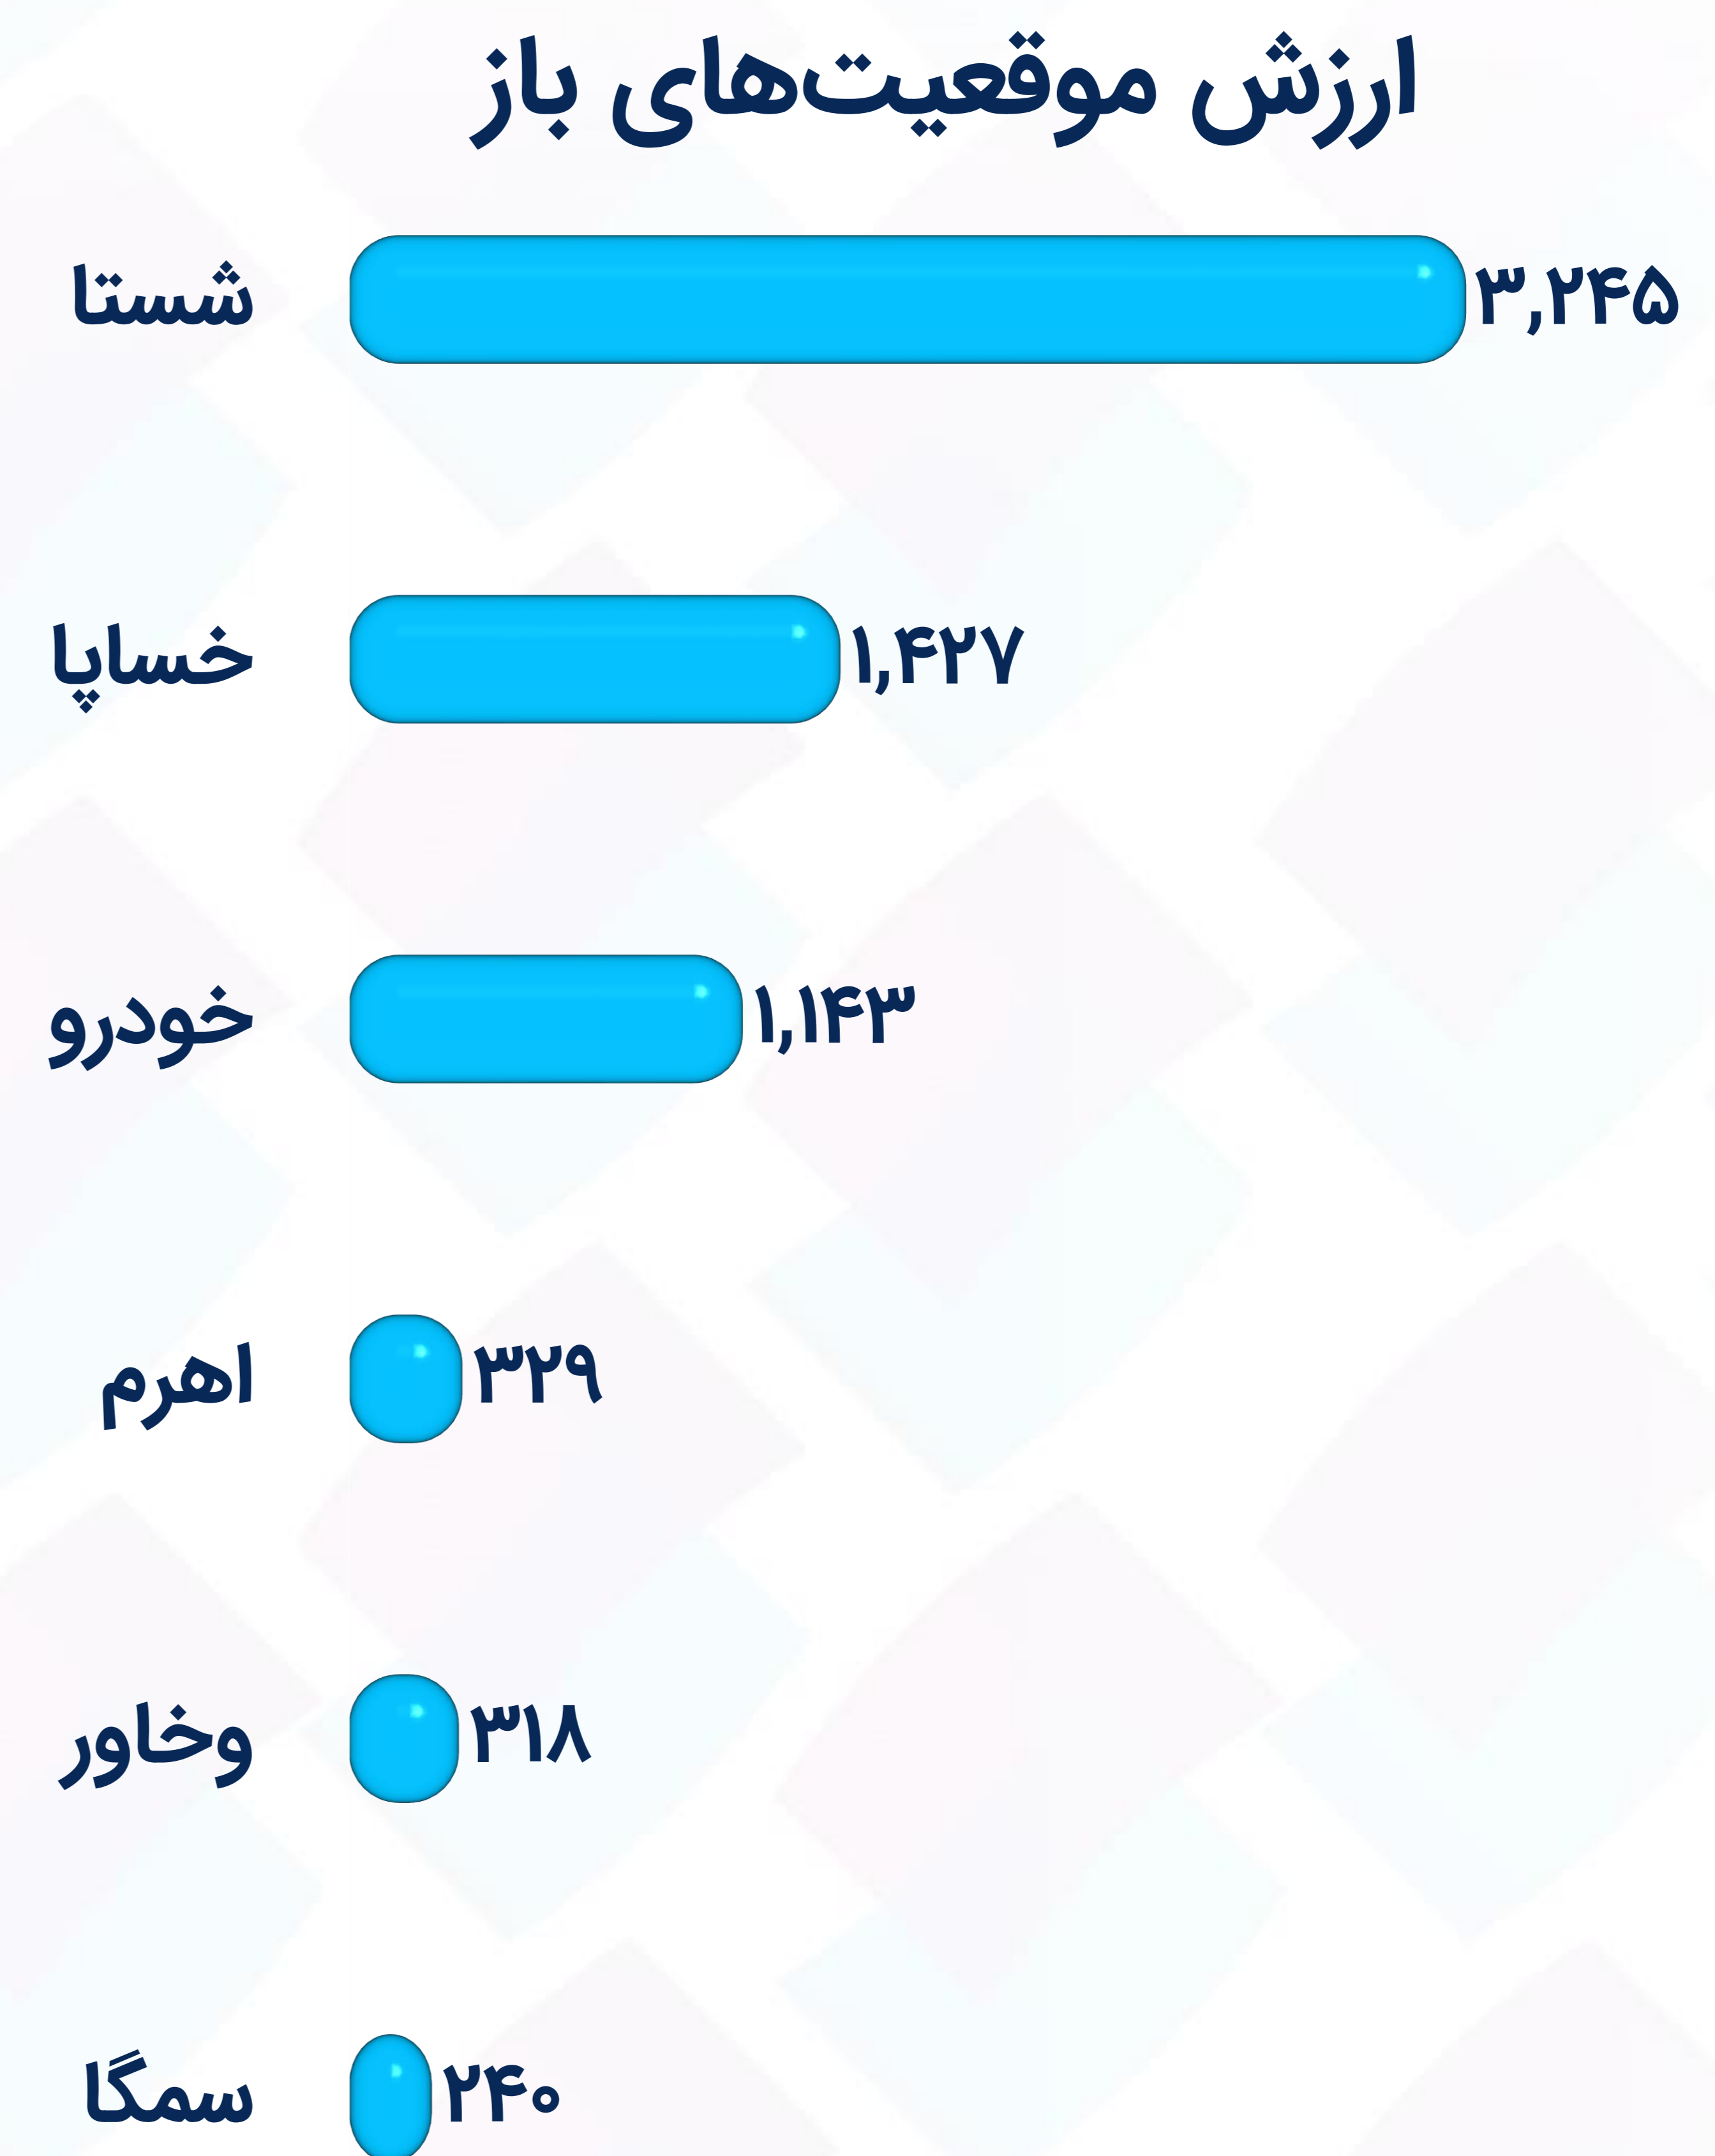 ارزش موقعیت‌های باز
شستا ۳,۲۴۵
خساپا ۱,۴۲۷
خودرو ۱,۱۴۳
اهرم ۳۲۹
وخاور ۳۱۸
سمگا ۲۴۰